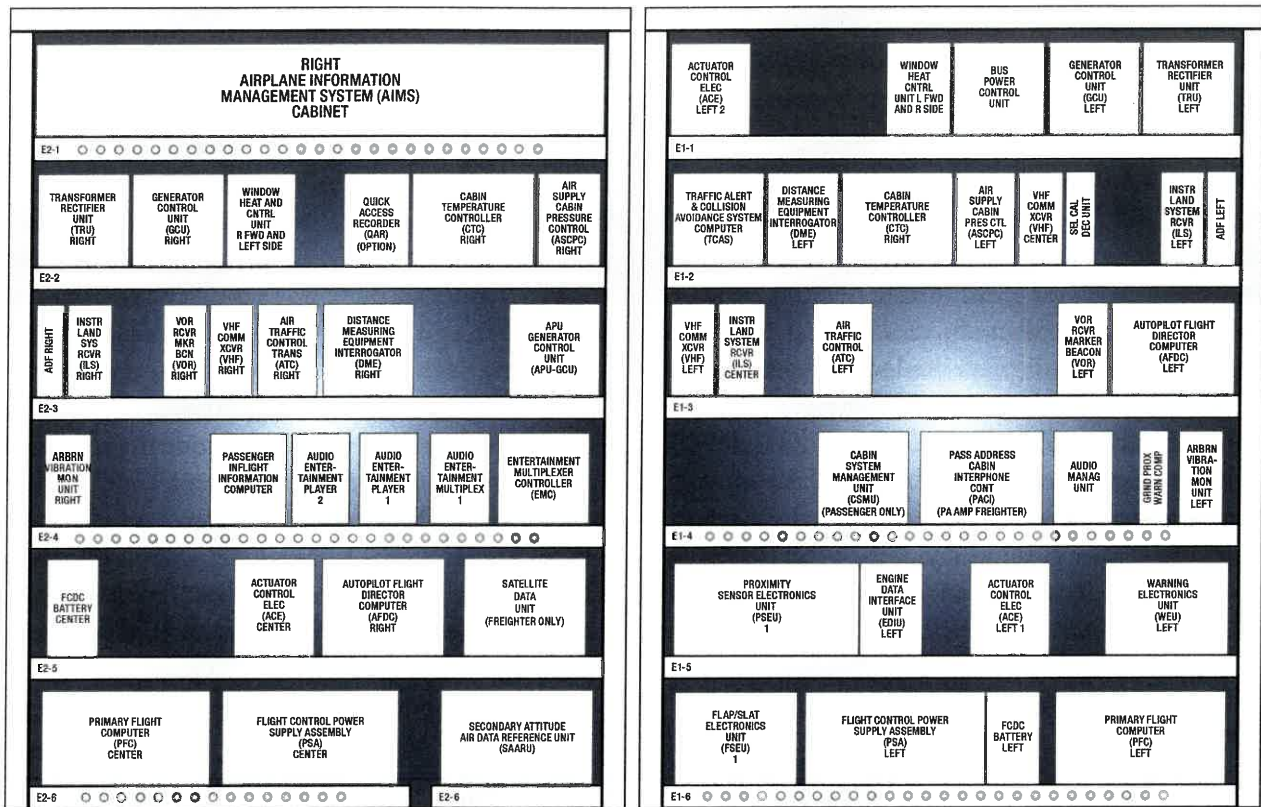 RIGHT
AIRPLANE INFORMATION
MANAGEMENT SYSTEM (AIMS)
CABINET
E2-1
TRANSFORMER
RECTIFIER
UNIT
(TRU)
RIGHT
GENERATOR
CONTROL
UNIT
(GCU)
RIGHT
WINDOW
HEAT AND
CNTRL
UNIT
R FWD AND
LEFT SIDE
QUICK
ACCESS
RECORDER
(QAR)
(OPTION)
CABIN
TEMPERATURE
CONTROLLER
(CTC)
RIGHT
AIR
SUPPLY
CABIN
PRESSURE
CONTROL
(ASCPC)
RIGHT
E2-2
ADF RIGHT
INSTR
LAND
SYS
RCVR
(ILS)
RIGHT
VOR
RCVR
MKR
BCN
(VOR)
RIGHT
VHF
COMM
XCVR
(VHF)
RIGHT
AIR
TRAFFIC
CONTROL
TRANS
(ATC)
RIGHT
DISTANCE
MEASURING
EQUIPMENT
INTERROGATOR
(DME)
RIGHT
APU
GENERATOR
CONTROL
UNIT
(APU-GCU)
E2-3
ARBRN
VIBRATION
MON
UNIT
RIGHT
PASSENGER
INFLIGHT
INFORMATION
COMPUTER
AUDIO
ENTER-
TAINMENT
PLAYER
2
AUDIO
ENTER-
TAINMENT
PLAYER
1
AUDIO
ENTER-
TAINMENT
MULTIPLEX
1
ENTERTAINMENT
MULTIPLEXER
CONTROLLER
(EMC)
E2-4
FCDC
BATTERY
CENTER
ACTUATOR
CONTROL
ELEC
(ACE)
CENTER
AUTOPILOT FLIGHT
DIRECTOR
COMPUTER
(AFDC)
RIGHT
SATELLITE
DATA
UNIT
(FREIGHTER ONLY)
E2-5
PRIMARY FLIGHT
COMPUTER
(PFC)
CENTER
FLIGHT CONTROL POWER
SUPPLY ASSEMBLY
(PSA)
CENTER
SECONDARY ATTITUDE
AIR DATA REFERENCE UNIT
(SAARU)
E2-6
E2-6
ACTUATOR
CONTROL
ELEC
(ACE)
LEFT 2
WINDOW
HEAT
CNTRL
UNIT L FWD
AND R SIDE
BUS
POWER
CONTROL
UNIT
GENERATOR
CONTROL
UNIT
(GCU)
LEFT
TRANSFORMER
RECTIFIER
UNIT
(TRU)
LEFT
E1-1
TRAFFIC ALERT
& COLLISION
AVOIDANCE SYSTEM
COMPUTER
(TCAS)
DISTANCE
MEASURING
EQUIPMENT
INTERROGATOR
(DME)
LEFT
CABIN
TEMPERATURE
CONTROLLER
(CTC)
RIGHT
AIR
SUPPLY
CABIN
PRES CTL
(ASCPC)
LEFT
VHF
COMM
XCVR
(VHF)
CENTER
SEL CAL
DEC UNIT
INSTR
LAND
SYSTEM
RCVR
(ILS)
LEFT
ADF LEFT
E1-2
VHF
COMM
XCVR
(VHF)
LEFT
INSTR
LAND
SYSTEM
RCVR
(ILS)
CENTER
AIR
TRAFFIC
CONTROL
(ATC)
LEFT
VOR
RCVR
MARKER
BEACON
(VOR)
LEFT
AUTOPILOT FLIGHT
DIRECTOR
COMPUTER
(AFDC)
LEFT
E1-3
CABIN
SYSTEM
MANAGEMENT
UNIT
(CSMU)
(PASSENGER ONLY)
PASS ADDRESS
CABIN
INTERPHONE
CONT
(PACI)
(PA AMP FREIGHTER)
AUDIO
MANAG
UNIT
GRND PROX
WARN COMP
ARBRN
VIBRA-
TION
MON
UNIT
LEFT
E1-4
PROXIMITY
SENSOR ELECTRONICS
UNIT
(PSEU)
1
ENGINE
DATA
INTERFACE
UNIT
(EDIU)
LEFT
ACTUATOR
CONTROL
ELEC
(ACE)
LEFT 1
WARNING
ELECTRONICS
UNIT
(WEU)
LEFT
E1-5
FLAP/SLAT
ELECTRONICS
UNIT
(FSEU)
1
FLIGHT CONTROL POWER
SUPPLY ASSEMBLY
(PSA)
LEFT
FCDC
BATTERY
LEFT
PRIMARY FLIGHT
COMPUTER
(PFC)
LEFT
E1-6